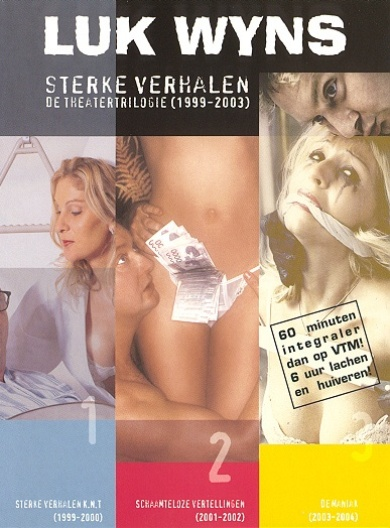 LUK WYNS
STERKE VERHALEN
DE THEATERTRILOGIE (1999-2003)
60 minuten
integraler
dan op VTM!
6 uur lachen
en huiveren!
1
2
3
STERKE VERHALEN K.N.T
(1999-2000)
SCHAAMTELOZE VERTELLINGEN
(2001-2002)
DEMANIAK
(2003-2004)